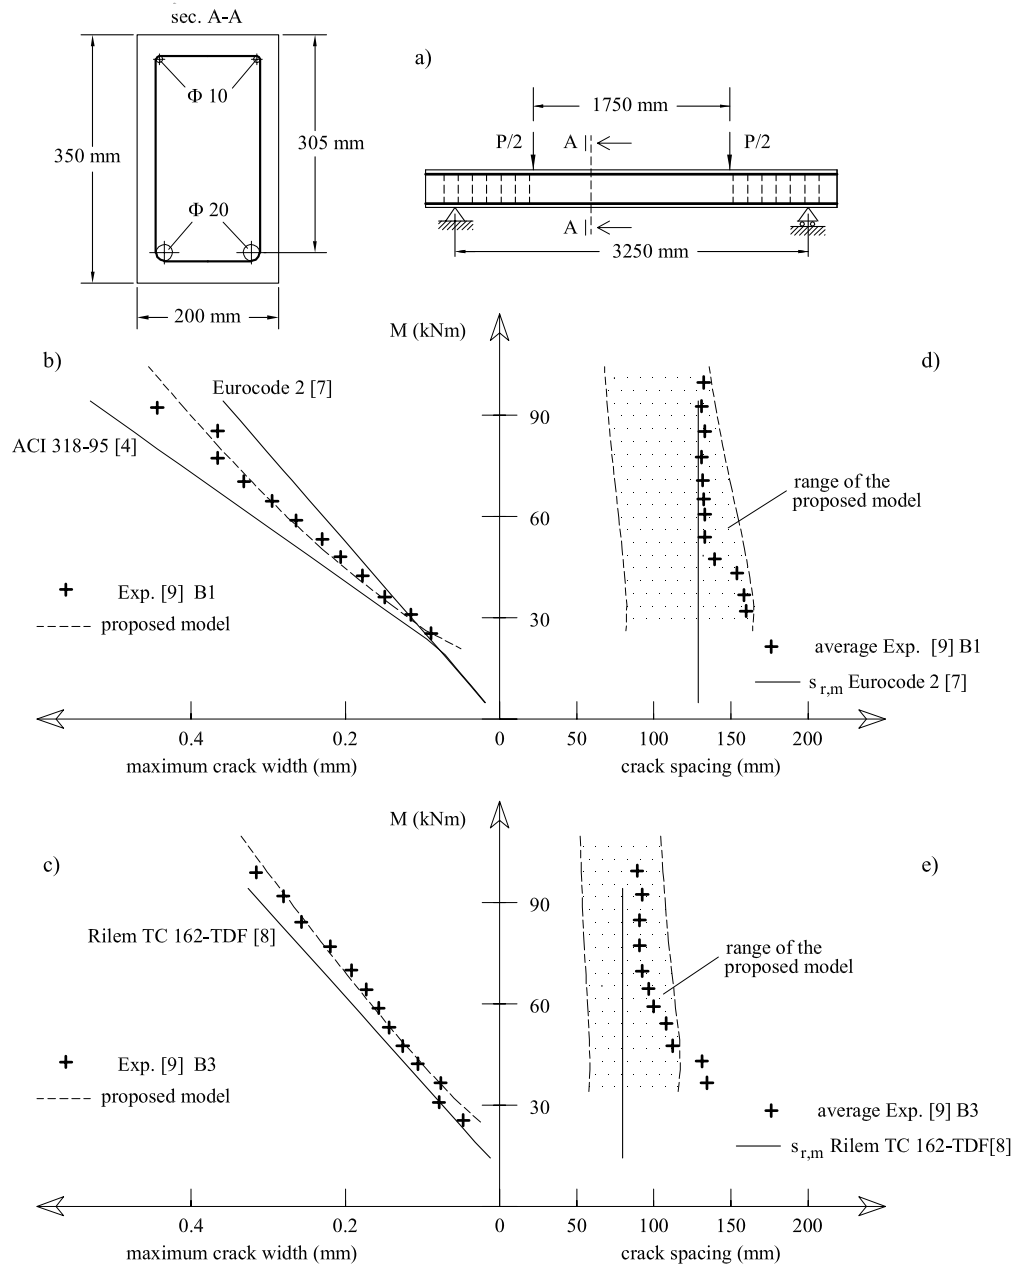 sec. A-A
a)
Φ 10
350 mm
305 mm
Φ 20
200 mm
1750 mm
P/2
A
P/2
A
3250 mm
M (kNm)
b)
d)
Eurocode 2 [7]
ACI 318-95 [4]
90
60
30
range of the
proposed model
Exp. [9] B1
proposed model
average Exp. [9] B1
s r,m Eurocode 2 [7]
0.4
0.2
0
50
100
150
200
maximum crack width (mm)
crack spacing (mm)
M (kNm)
c)
e)
Rilem TC 162-TDF [8]
90
60
30
range of the
proposed model
Exp. [9] B3
proposed model
average Exp. [9] B3
s r,m Rilem TC 162-TDF[8]
0.4
0.2
0
50
100
150
200
maximum crack width (mm)
crack spacing (mm)